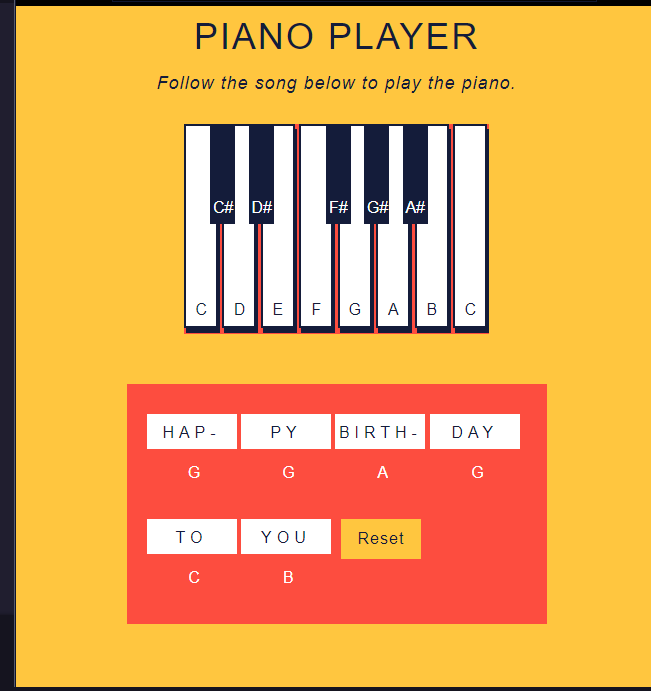 PIANO PLAYER
Follow the song below to play the piano.
C# D# F# G# A#
C D E F G A B C
HAP- PY BIRTH- DAY
G G A G
TO YOU Reset
C B